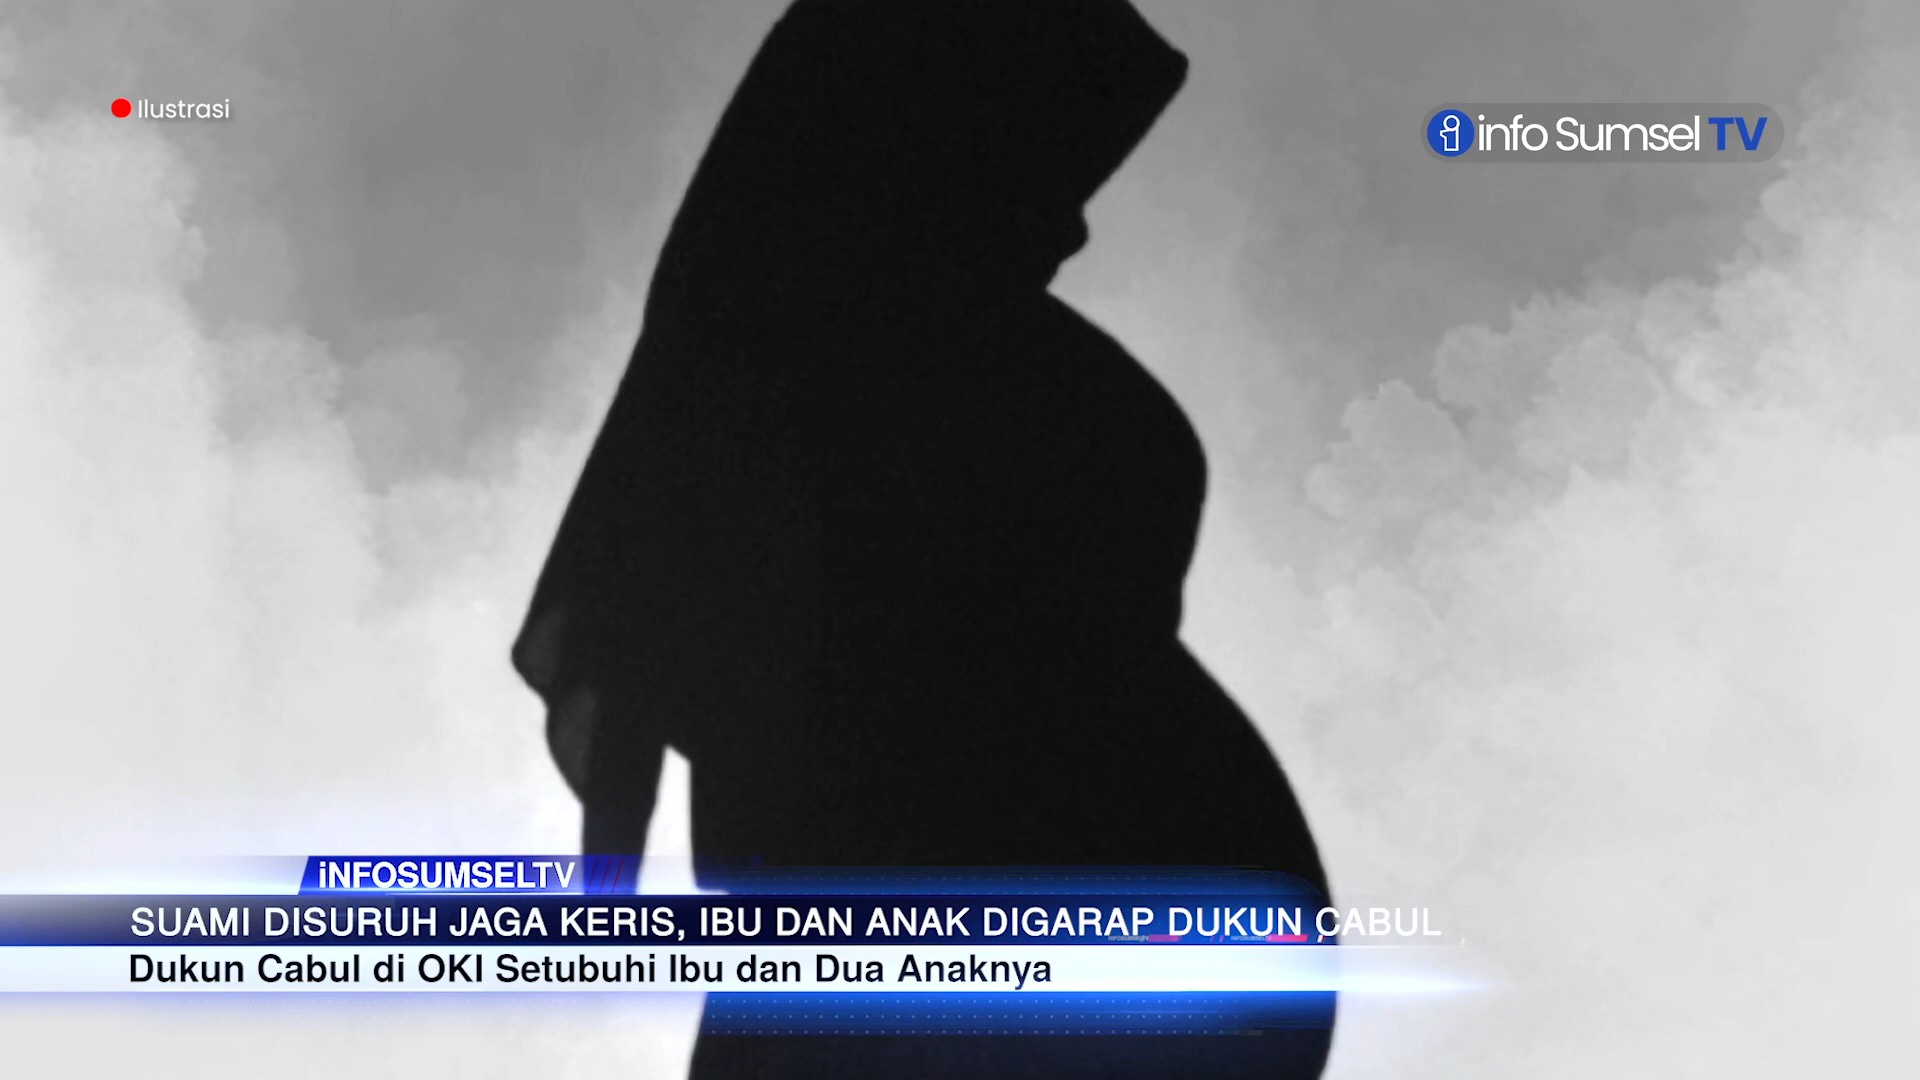 Ilustrasi
info Sumsel TV
iNFOSUMSELTV
SUAMI DISURUH JAGA KERIS, IBU DAN ANAK DIGARAP DUKUN CABUL
Dukun Cabul di OKI Setubuhi Ibu dan Dua Anaknya